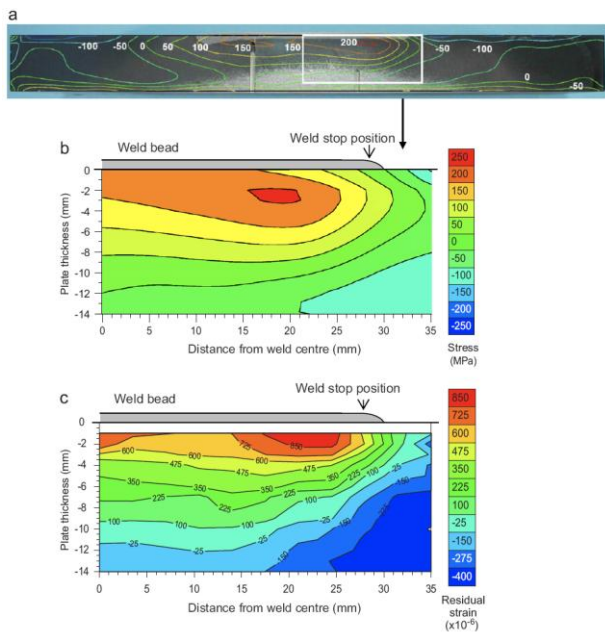 a
-100 -50 0 50 100 150 150 200 -50 -100 0 -50
Weld stop position
b Weld bead
0
-2
-4
-6
-8
-10
-12
-14
Plate thickness (mm)
0 5 10 15 20 25 30 35
Distance from weld centre (mm)
250
200
150
100
50
0
-50
-100
-150
-200
-250
Stress
(MPa)
Weld stop position
c Weld bead
0
-2
-4
-6
-8
-10
-12
-14
Plate thickness (mm)
725 850
600 600
475 475 475
350 350 350 350
225 225 225 225
100 100 100 100
-25 -25 -25 -25
-150 -150
0 5 10 15 20 25 30 35
Distance from weld centre (mm)
850
725
600
475
350
225
100
-25
-150
-275
-400
Residual
strain
(x10⁻⁶)